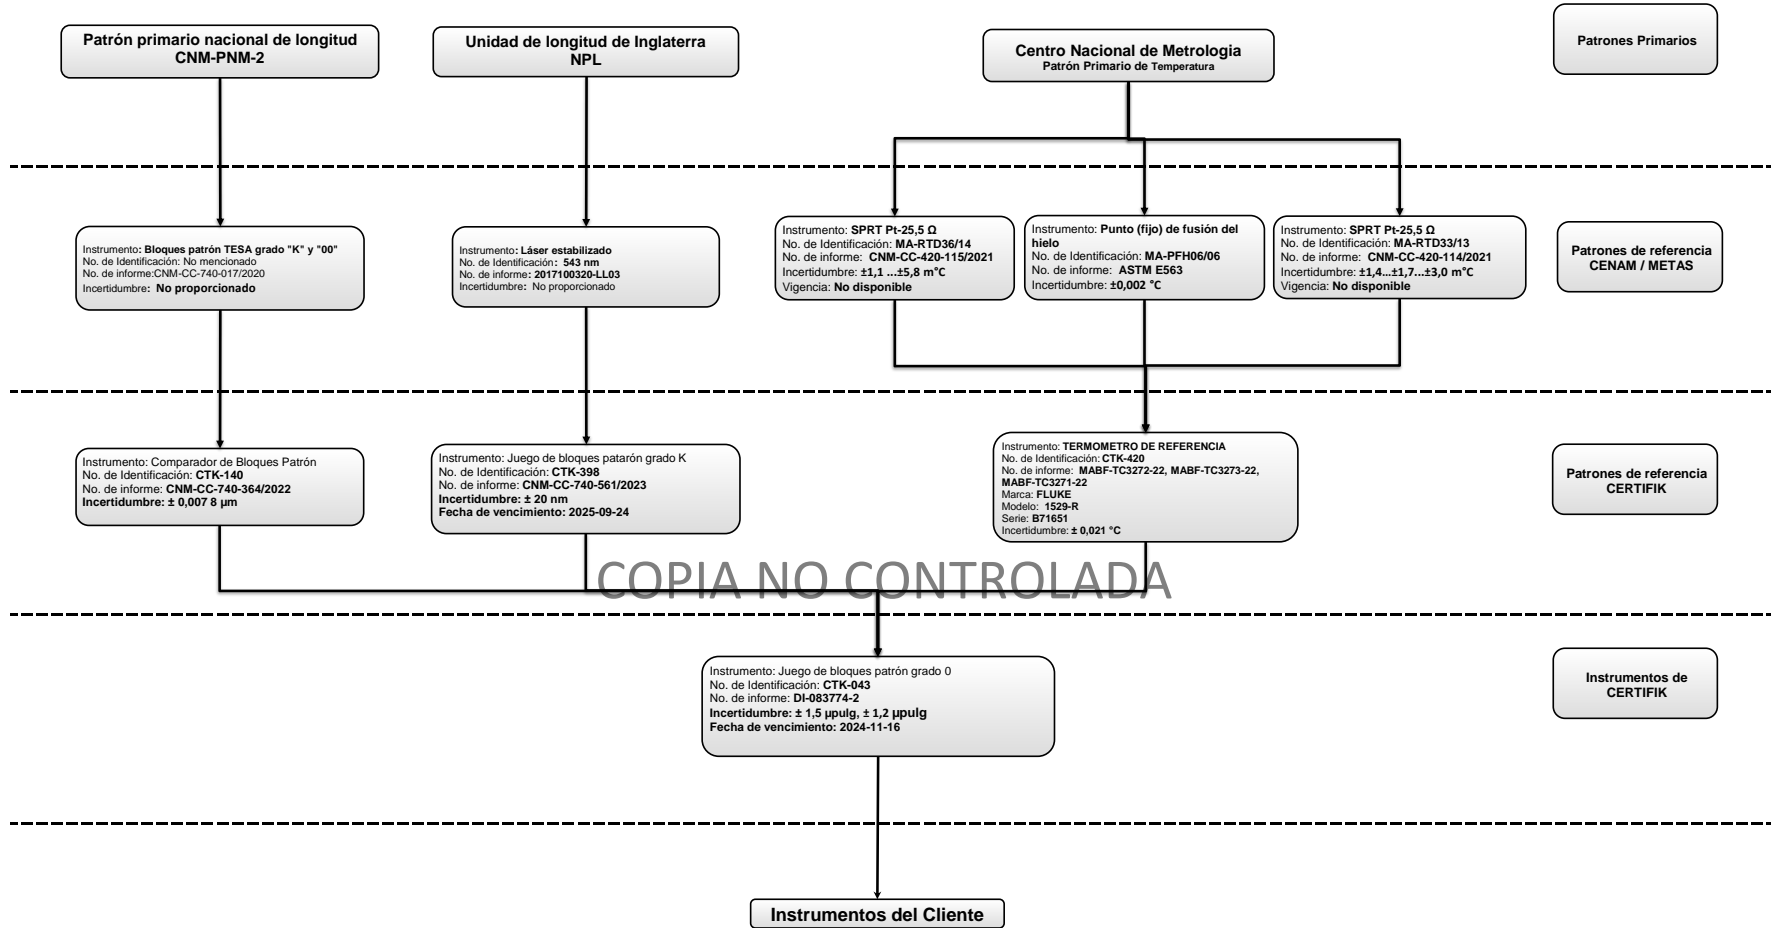 Patrón primario nacional de longitud
CNM-PNM-2
Unidad de longitud de Inglaterra
NPL
Centro Nacional de Metrologia
Patrón Primario de Temperatura
Patrones Primarios
Instrumento: Bloques patrón TESA grado "K" y "00"
No. de Identificación: No mencionado
No. de informe:CNM-CC-740-017/2020
Incertidumbre: No proporcionado
Instrumento: Láser estabilizado
No. de Identificación: 543 nm
No. de informe: 2017100320-LL03
Incertidumbre: No proporcionado
Instrumento: SPRT Pt-25,5 Ω
No. de Identificación: MA-RTD36/14
No. de informe: CNM-CC-420-115/2021
Incertidumbre: ±1,1 ...±5,8 m°C
Vigencia: No disponible
Instrumento: Punto (fijo) de fusión del
hielo
No. de Identificación: MA-PFH06/06
No. de informe: ASTM E563
Incertidumbre: ±0,002 °C
Instrumento: SPRT Pt-25,5 Ω
No. de Identificación: MA-RTD33/13
No. de informe: CNM-CC-420-114/2021
Incertidumbre: ±1,4...±1,7...±3,0 m°C
Vigencia: No disponible
Patrones de referencia
CENAM / METAS
Instrumento: Comparador de Bloques Patrón
No. de Identificación: CTK-140
No. de informe: CNM-CC-740-364/2022
Incertidumbre: ± 0,007 8 µm
Instrumento: Juego de bloques patarón grado K
No. de Identificación: CTK-398
No. de informe: CNM-CC-740-561/2023
Incertidumbre: ± 20 nm
Fecha de vencimiento: 2025-09-24
Instrumento: TERMOMETRO DE REFERENCIA
No. de Identificación: CTK-420
No. de informe: MABF-TC3272-22, MABF-TC3273-22,
MABF-TC3271-22
Marca: FLUKE
Modelo: 1529-R
Serie: B71651
Incertidumbre: ± 0,021 °C
Patrones de referencia
CERTIFIK
COPIA NO CONTROLADA
Instrumento: Juego de bloques patrón grado 0
No. de Identificación: CTK-043
No. de informe: DI-083774-2
Incertidumbre: ± 1,5 µpulg, ± 1,2 µpulg
Fecha de vencimiento: 2024-11-16
Instrumentos de
CERTIFIK
Instrumentos del Cliente